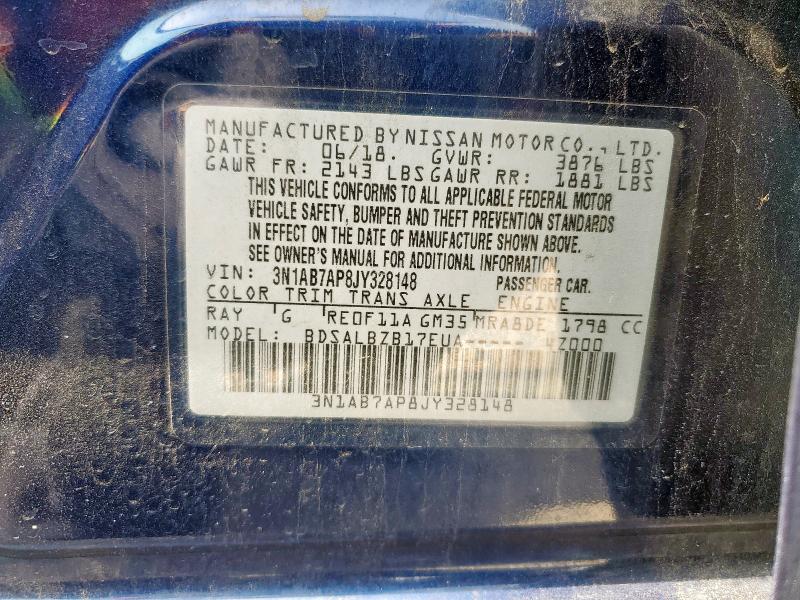 MANUFACTURED BY NISSAN MOTOR CO., LTD.
DATE: 06/18. GVWR: 3876 LBS
GAWR FR: 2143 LBS GAWR RR: 1881 LBS
THIS VEHICLE CONFORMS TO ALL APPLICABLE FEDERAL MOTOR
VEHICLE SAFETY, BUMPER AND THEFT PREVENTION STANDARDS
IN EFFECT ON THE DATE OF MANUFACTURE SHOWN ABOVE.
SEE OWNER'S MANUAL FOR ADDITIONAL INFORMATION.
VIN: 3N1AB7AP8JY328148 PASSENGER CAR.
COLOR TRIM TRANS AXLE ENGINE
RAY G RE0F11A GM35 MRA8DE 1798 CC
MODEL: BDSALBZB17EUA----- 4Z000
3N1AB7AP8JY328148